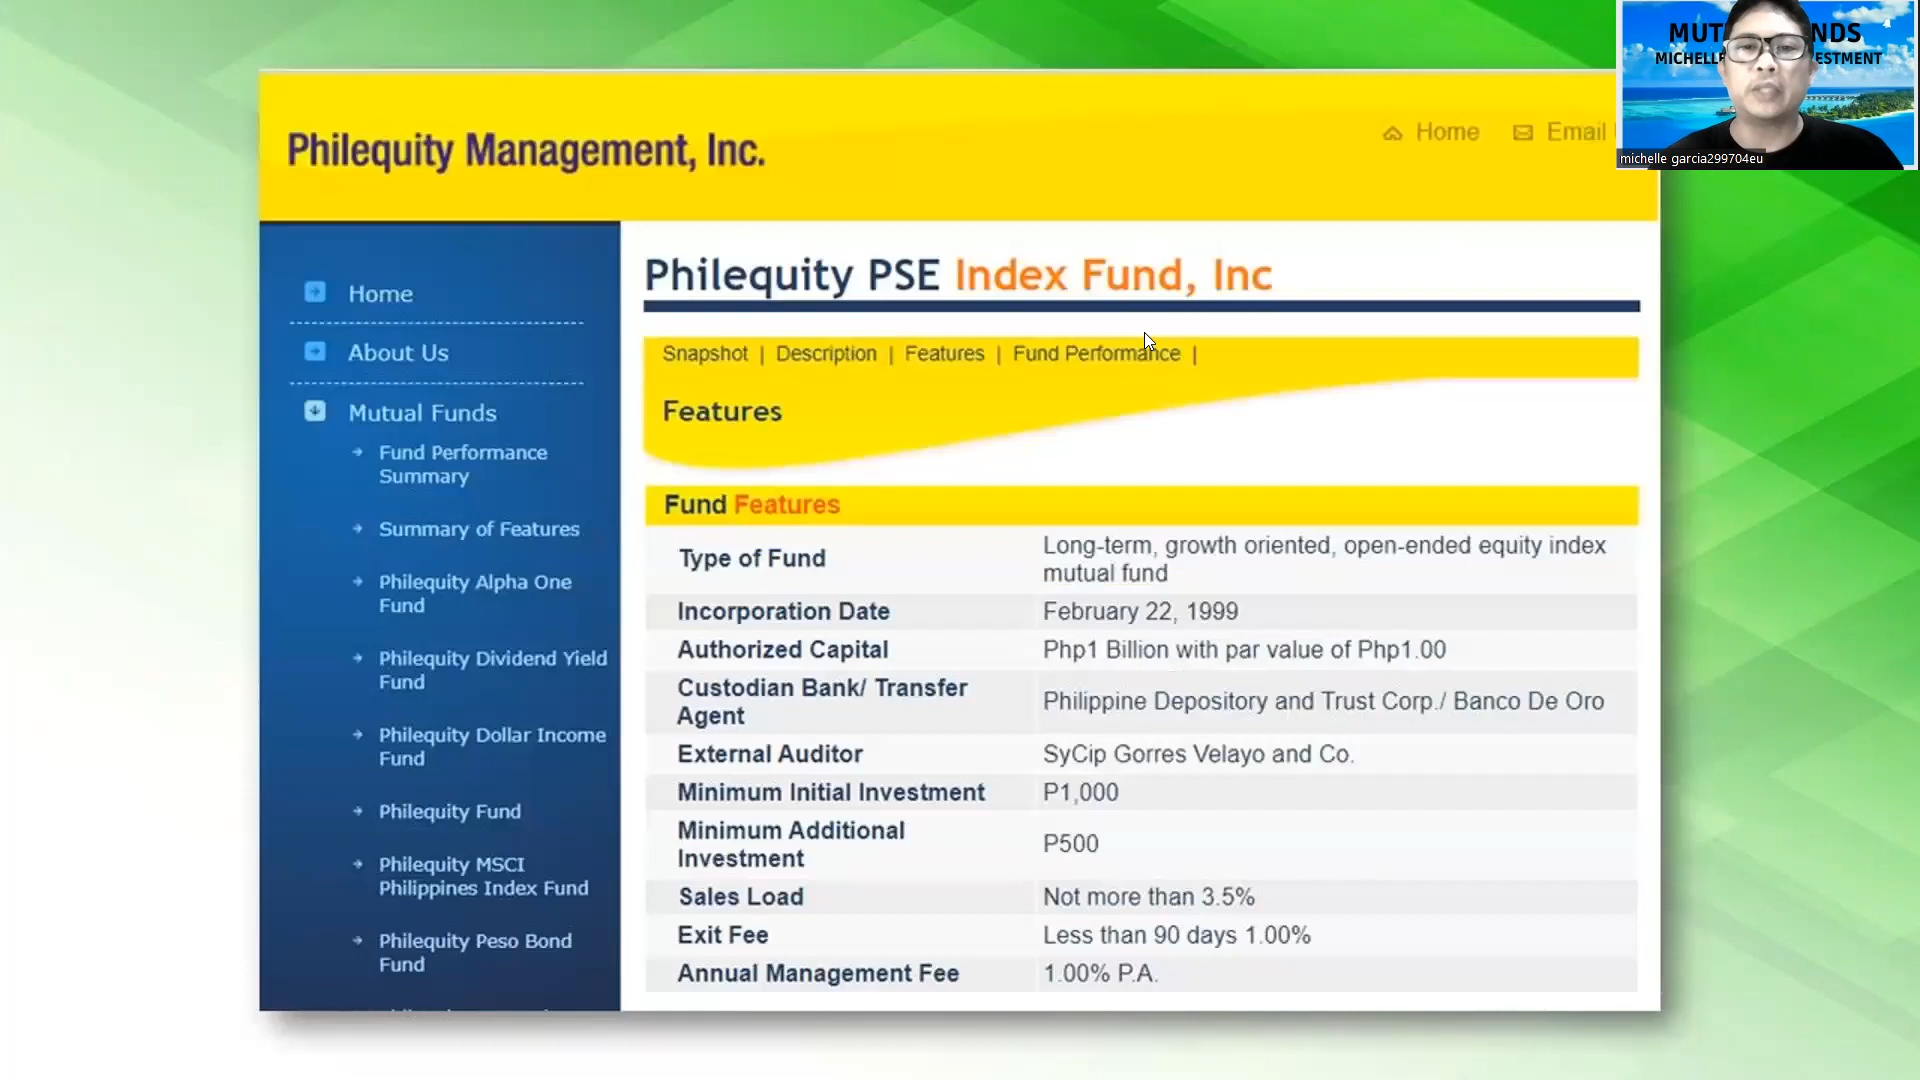 MUT NDS
MICHELL ESTMENT
michelle garcia299704eu
Philequity Management, Inc.
Home
Email
Home
About Us
Mutual Funds
Fund Performance
Summary
Summary of Features
Philequity Alpha One
Fund
Philequity Dividend Yield
Fund
Philequity Dollar Income
Fund
Philequity Fund
Philequity MSCI
Philippines Index Fund
Philequity Peso Bond
Fund
Philequity PSE Index Fund, Inc
Snapshot | Description | Features | Fund Performance |
Features
Fund Features
Type of Fund
Long-term, growth oriented, open-ended equity index
mutual fund
Incorporation Date
February 22, 1999
Authorized Capital
Php1 Billion with par value of Php1.00
Custodian Bank/ Transfer
Agent
Philippine Depository and Trust Corp./ Banco De Oro
External Auditor
SyCip Gorres Velayo and Co.
Minimum Initial Investment
P1,000
Minimum Additional
Investment
P500
Sales Load
Not more than 3.5%
Exit Fee
Less than 90 days 1.00%
Annual Management Fee
1.00% P.A.